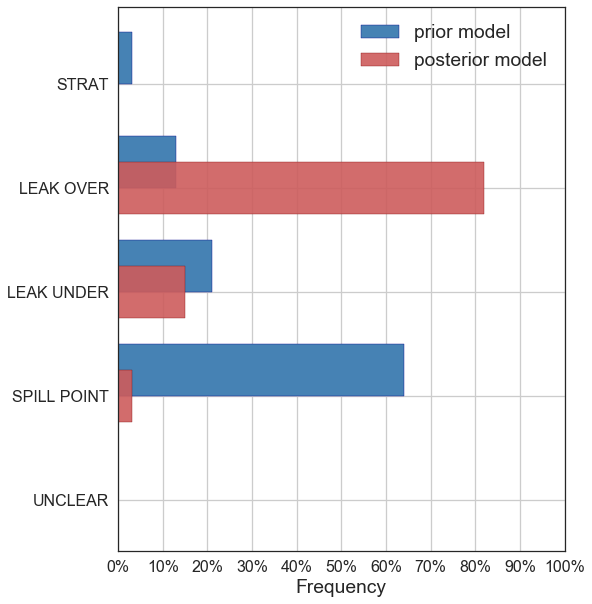 prior model
posterior model
STRAT
LEAK OVER
LEAK UNDER
SPILL POINT
UNCLEAR
0% 10% 20% 30% 40% 50% 60% 70% 80% 90% 100%
Frequency